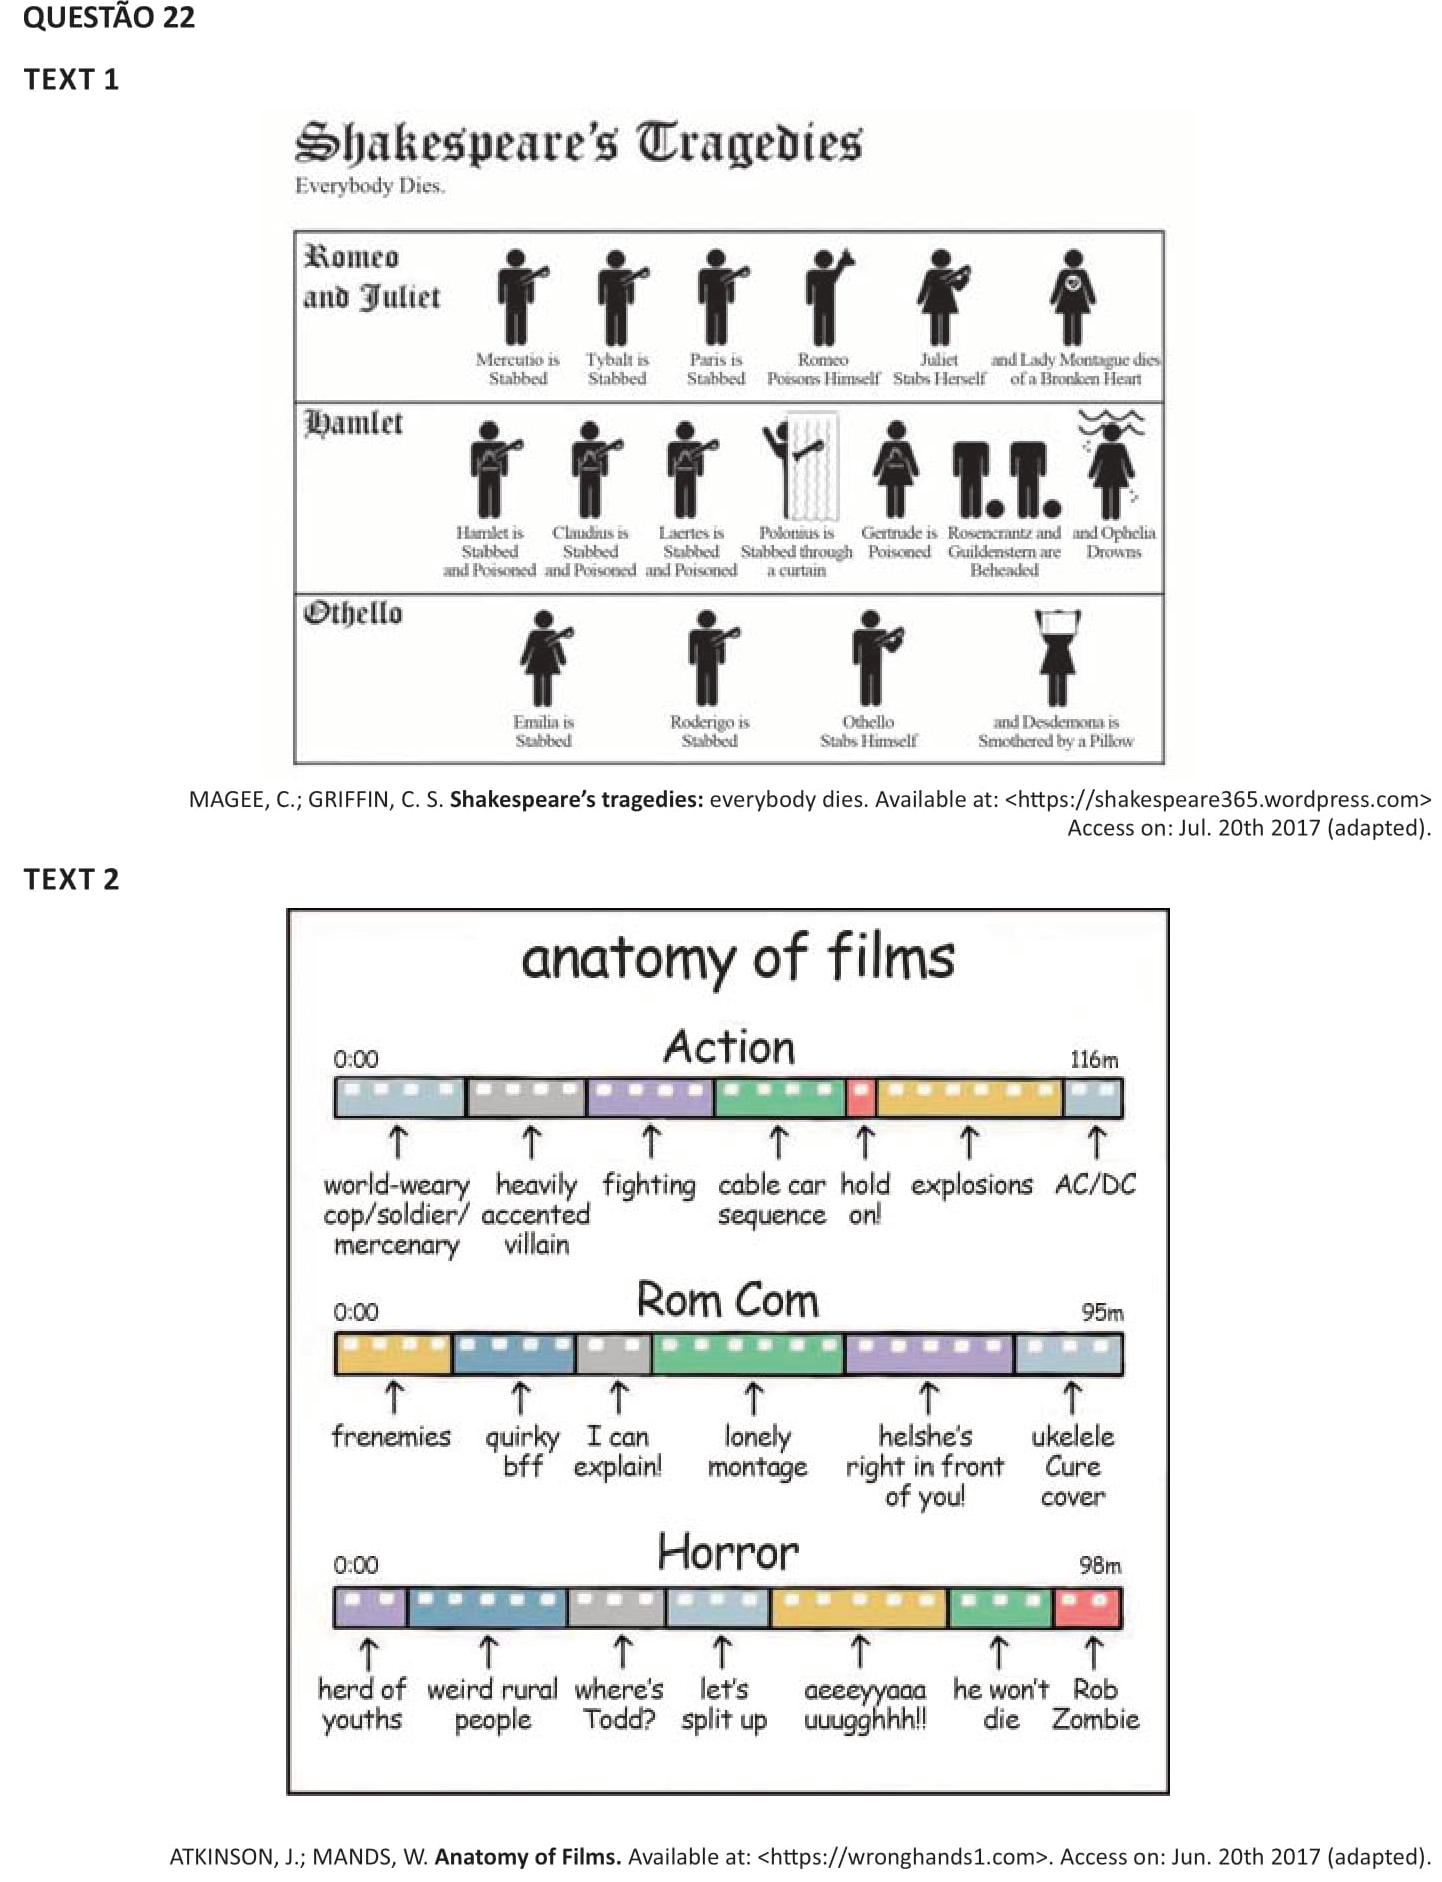 QUESTÃO 22
TEXT 1
Shakespeare's Tragedies
Everybody Dies.
Romeo
and Juliet
Mercutio is
Stabbed
Tybalt is
Stabbed
Paris is
Stabbed
Romeo
Poisons Himself
Juliet
Stabs Herself
and Lady Montague dies
of a Bronken Heart
Hamlet
Hamlet is
Stabbed
and Poisoned
Claudius is
Stabbed
and Poisoned
Laertes is
Stabbed
and Poisoned
Polonius is
Stabbed through
a curtain
Gertrude is
Poisoned
Rosencrantz and
Guildenstern are
Beheaded
and Ophelia
Drowns
Othello
Emilia is
Stabbed
Roderigo is
Stabbed
Othello
Stabs Himself
and Desdemona is
Smothered by a Pillow
MAGEE, C.; GRIFFIN, C. S. Shakespeare's tragedies: everybody dies. Available at: <https://shakespeare365.wordpress.com>
Access on: Jul. 20th 2017 (adapted).
TEXT 2
anatomy of films
Action
0:00
116m
world-weary
cop/soldier/
mercenary
heavily
accented
villain
fighting
cable car
sequence
hold
on!
explosions
AC/DC
Rom Com
0:00
95m
frenemies
quirky
bff
I can
explain!
lonely
montage
helshe's
right in front
of you!
ukelele
Cure
cover
Horror
0:00
98m
herd of
youths
weird rural
people
where's
Todd?
let's
split up
aeeeyyaaa
uuugghhh!!
he won't
die
Rob
Zombie
ATKINSON, J.; MANDS, W. Anatomy of Films. Available at: <https://wronghands1.com>. Access on: Jun. 20th 2017 (adapted).